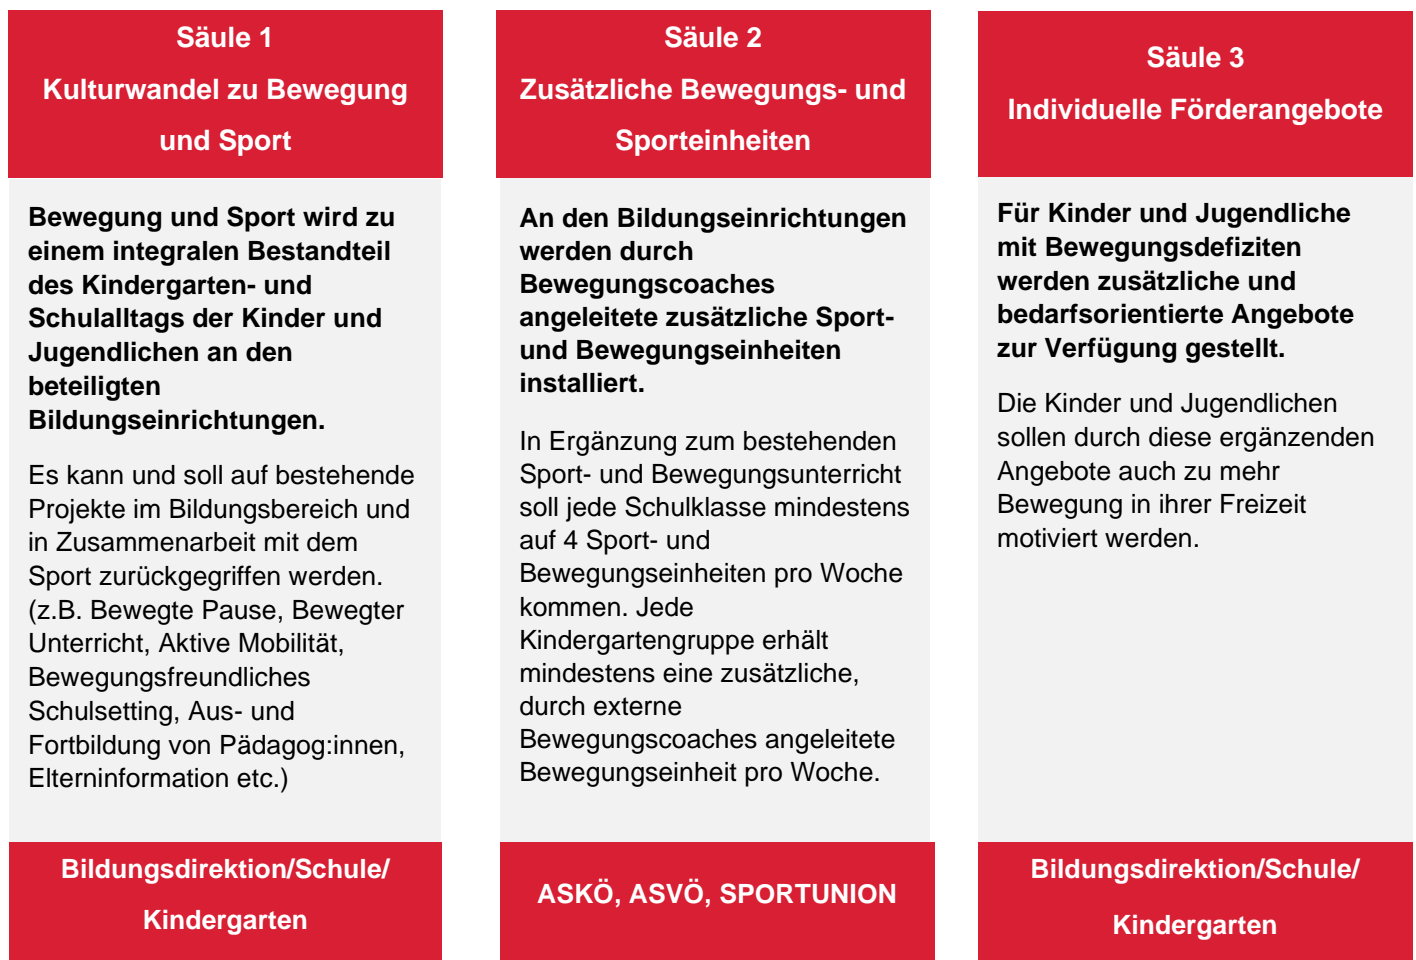 Säule 1
Kulturwandel zu Bewegung
und Sport
Bewegung und Sport wird zu
einem integralen Bestandteil
des Kindergarten- und
Schulalltags der Kinder und
Jugendlichen an den
beteiligten
Bildungseinrichtungen.
Es kann und soll auf bestehende
Projekte im Bildungsbereich und
in Zusammenarbeit mit dem
Sport zurückgegriffen werden.
(z.B. Bewegte Pause, Bewegter
Unterricht, Aktive Mobilität,
Bewegungsfreundliches
Schulsetting, Aus- und
Fortbildung von Pädagog:innen,
Elterninformation etc.)
Bildungsdirektion/Schule/
Kindergarten
Säule 2
Zusätzliche Bewegungs- und
Sporteinheiten
An den Bildungseinrichtungen
werden durch
Bewegungscoaches
angeleitete zusätzliche Sport-
und Bewegungseinheiten
installiert.
In Ergänzung zum bestehenden
Sport- und Bewegungsunterricht
soll jede Schulklasse mindestens
auf 4 Sport- und
Bewegungseinheiten pro Woche
kommen. Jede
Kindergartengruppe erhält
mindestens eine zusätzliche,
durch externe
Bewegungscoaches angeleitete
Bewegungseinheit pro Woche.
ASKÖ, ASVÖ, SPORTUNION
Säule 3
Individuelle Förderangebote
Für Kinder und Jugendliche
mit Bewegungsdefiziten
werden zusätzliche und
bedarfsorientierte Angebote
zur Verfügung gestellt.
Die Kinder und Jugendlichen
sollen durch diese ergänzenden
Angebote auch zu mehr
Bewegung in ihrer Freizeit
motiviert werden.
Bildungsdirektion/Schule/
Kindergarten